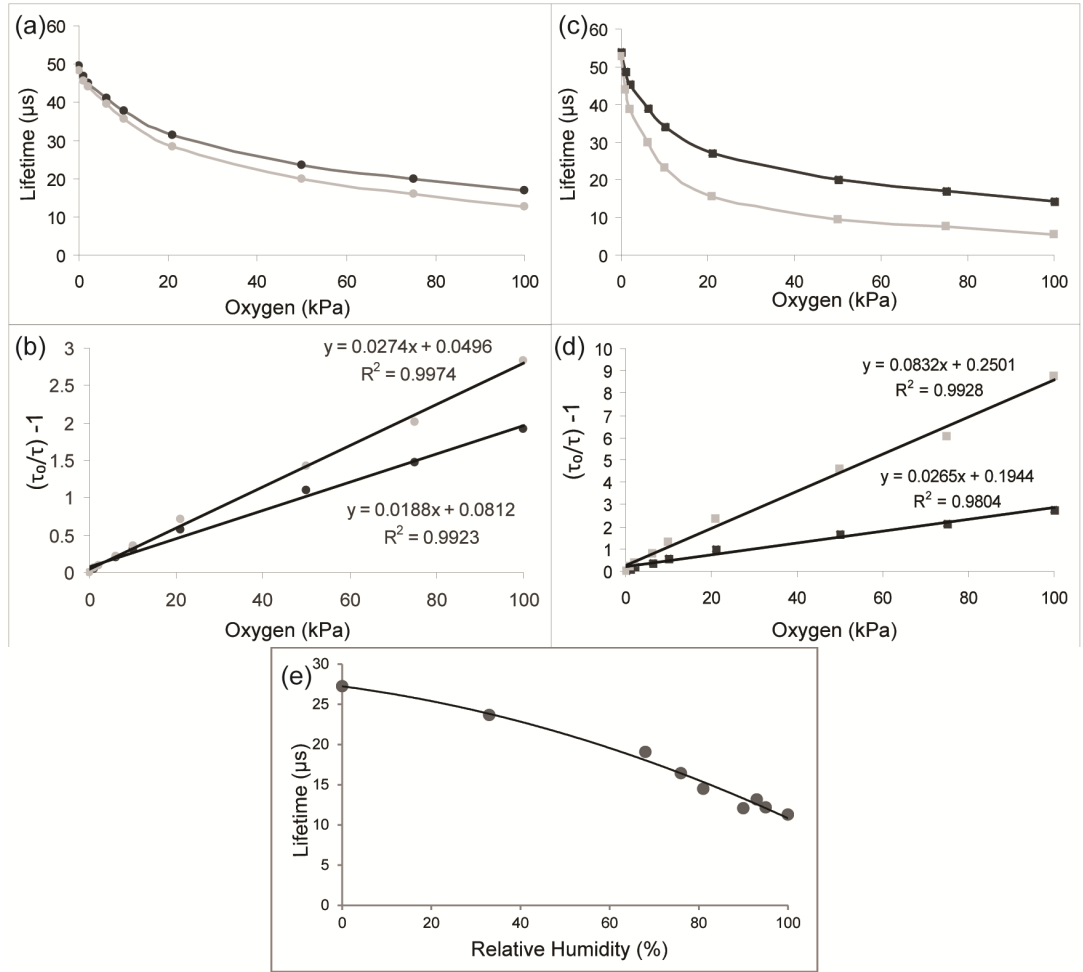 (a)
60
50
40
30
20
10
0
Lifetime (µs)
0 20 40 60 80 100
Oxygen (kPa)
(c)
60
50
40
30
20
10
0
Lifetime (µs)
0 20 40 60 80 100
Oxygen (kPa)
(b)
3
2.5
2
1.5
1
0.5
0
(τ₀/τ) -1
y = 0.0274x + 0.0496
R² = 0.9974
y = 0.0188x + 0.0812
R² = 0.9923
0 20 40 60 80 100
Oxygen (kPa)
(d)
10
9
8
7
6
5
4
3
2
1
0
(τ₀/τ) -1
y = 0.0832x + 0.2501
R² = 0.9928
y = 0.0265x + 0.1944
R² = 0.9804
0 20 40 60 80 100
Oxygen (kPa)
(e)
30
25
20
15
10
5
0
Lifetime (µs)
0 20 40 60 80 100
Relative Humidity (%)